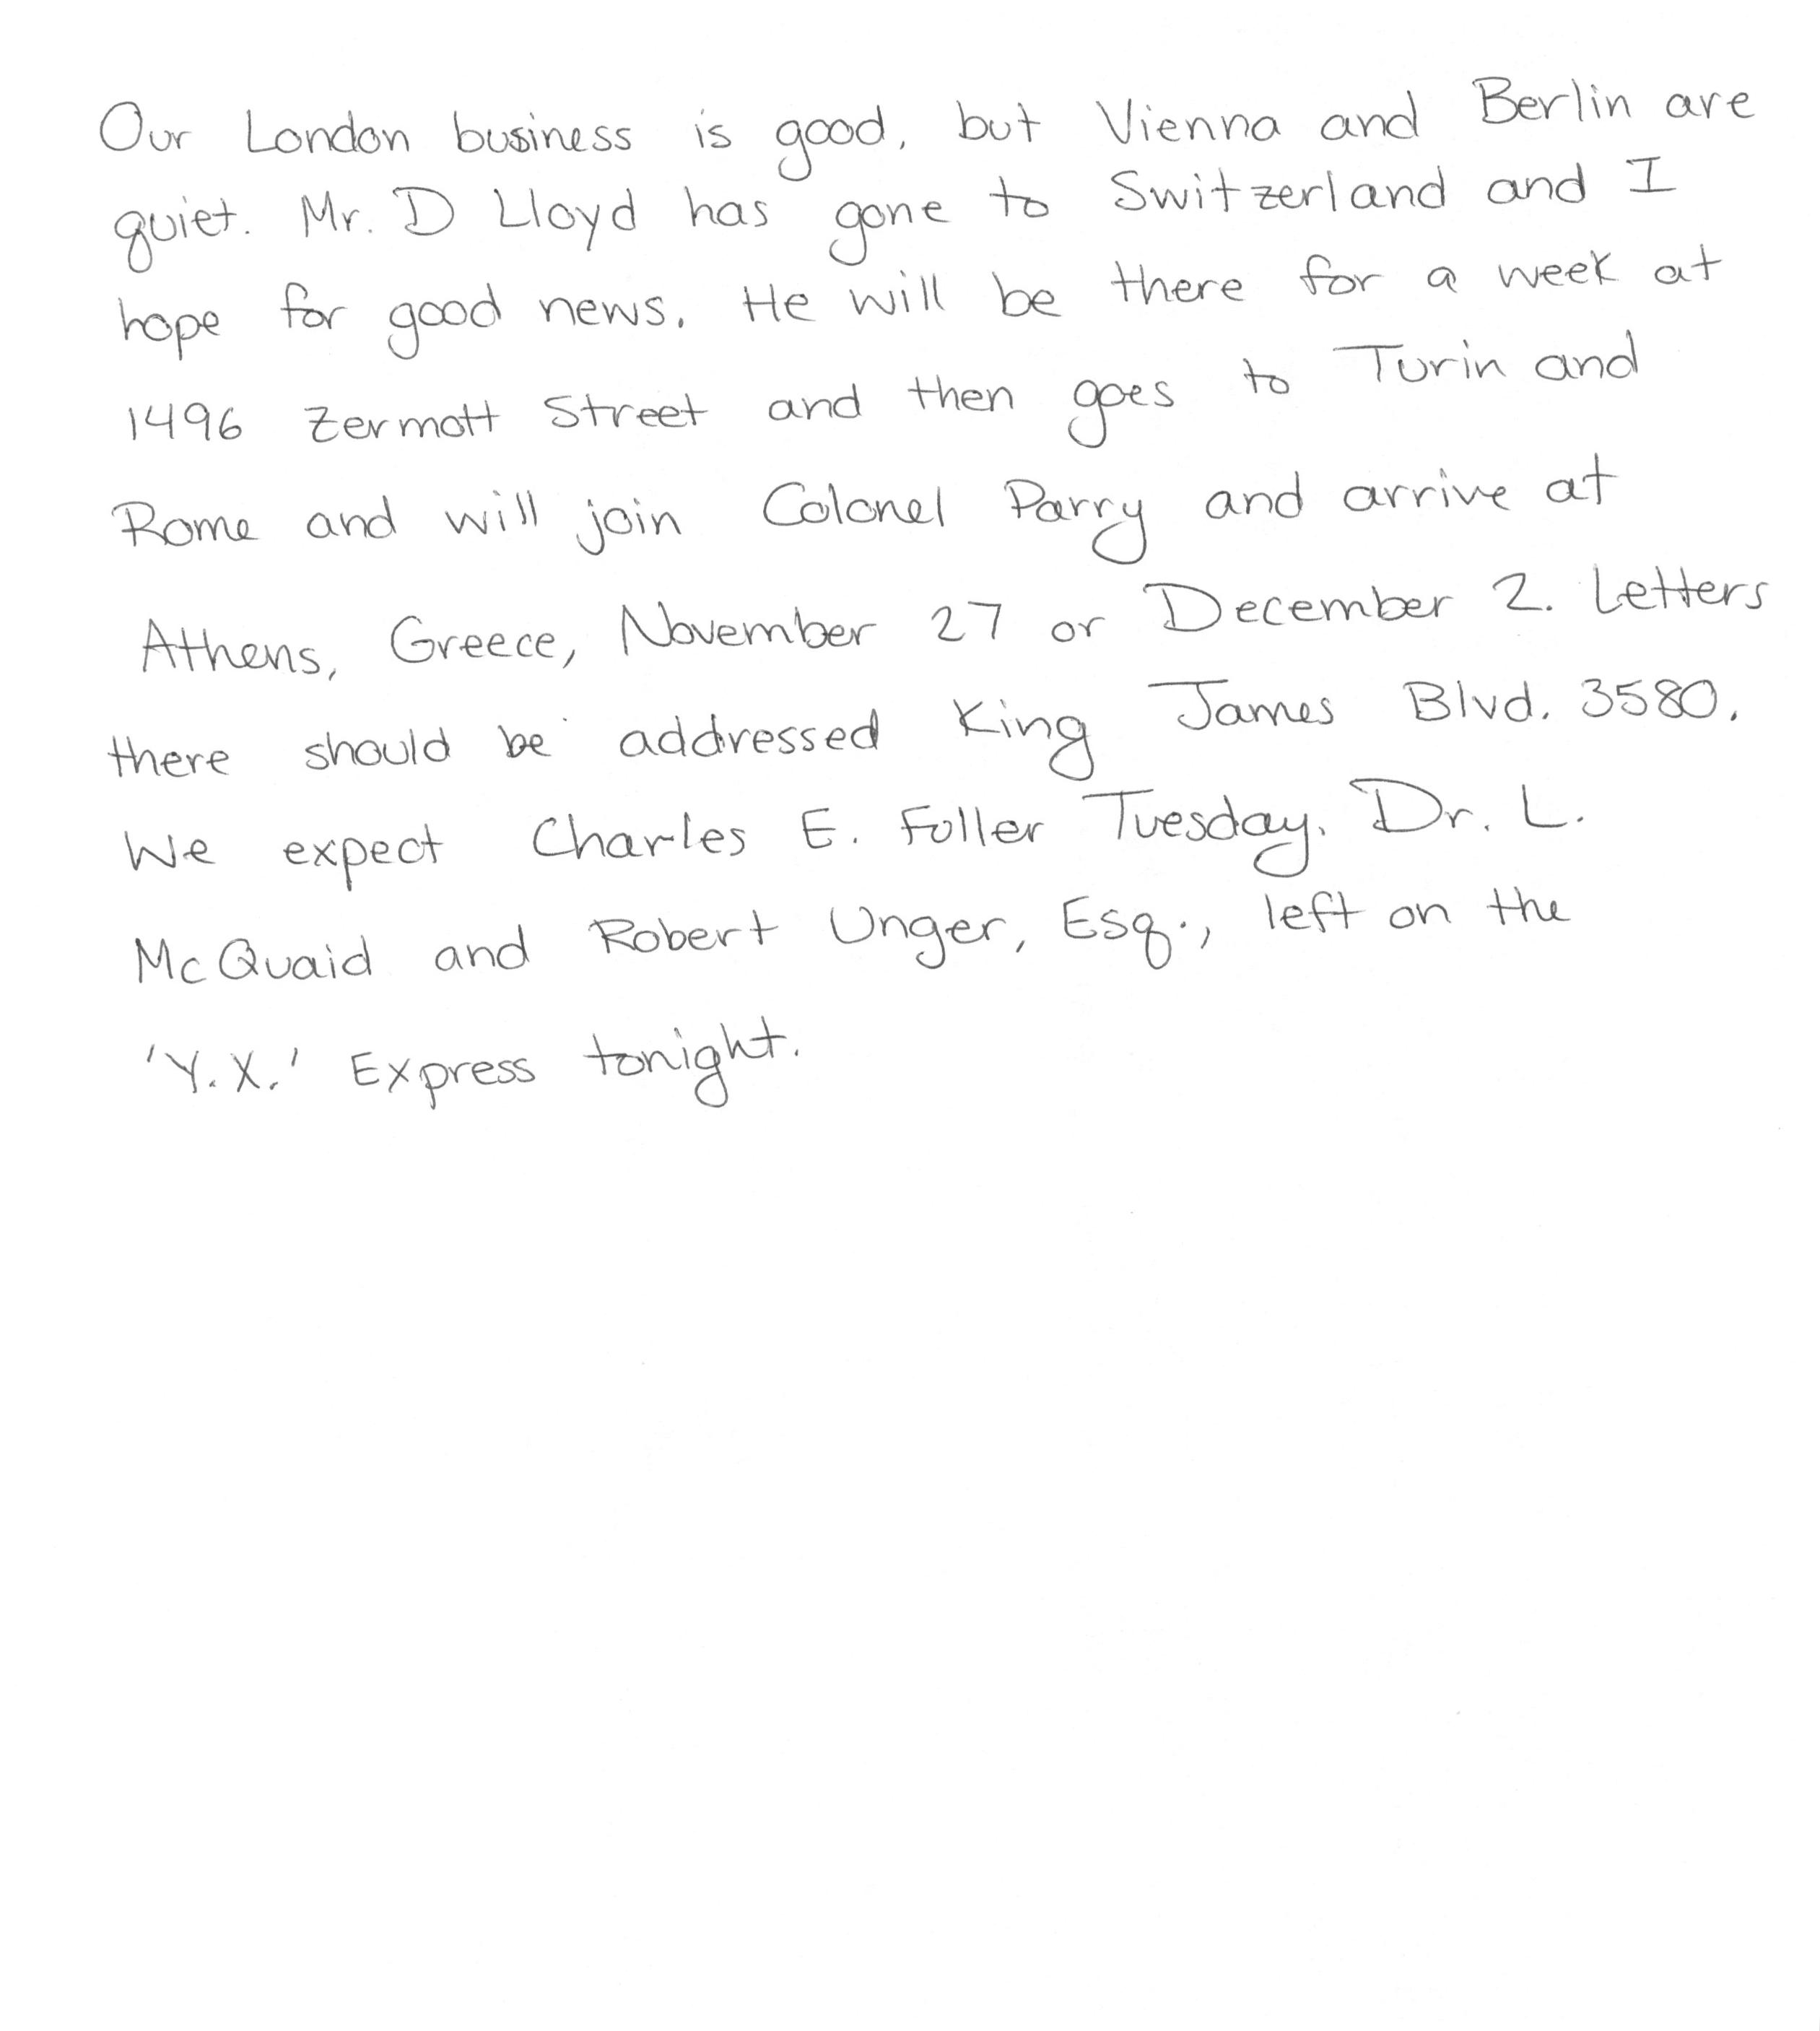 Our London business is good, but Vienna and Berlin are
quiet. Mr. D Lloyd has gone to Switzerland and I
hope for good news. He will be there for a week at
1496 Zermott Street and then goes to Turin and
Rome and will join Colonel Parry and arrive at
Athens, Greece, November 27 or December 2. Letters
there should be addressed King James Blvd. 3580.
We expect Charles E. Fuller Tuesday. Dr. L.
McQuaid and Robert Unger, Esq., left on the
'Y.X.' Express tonight.